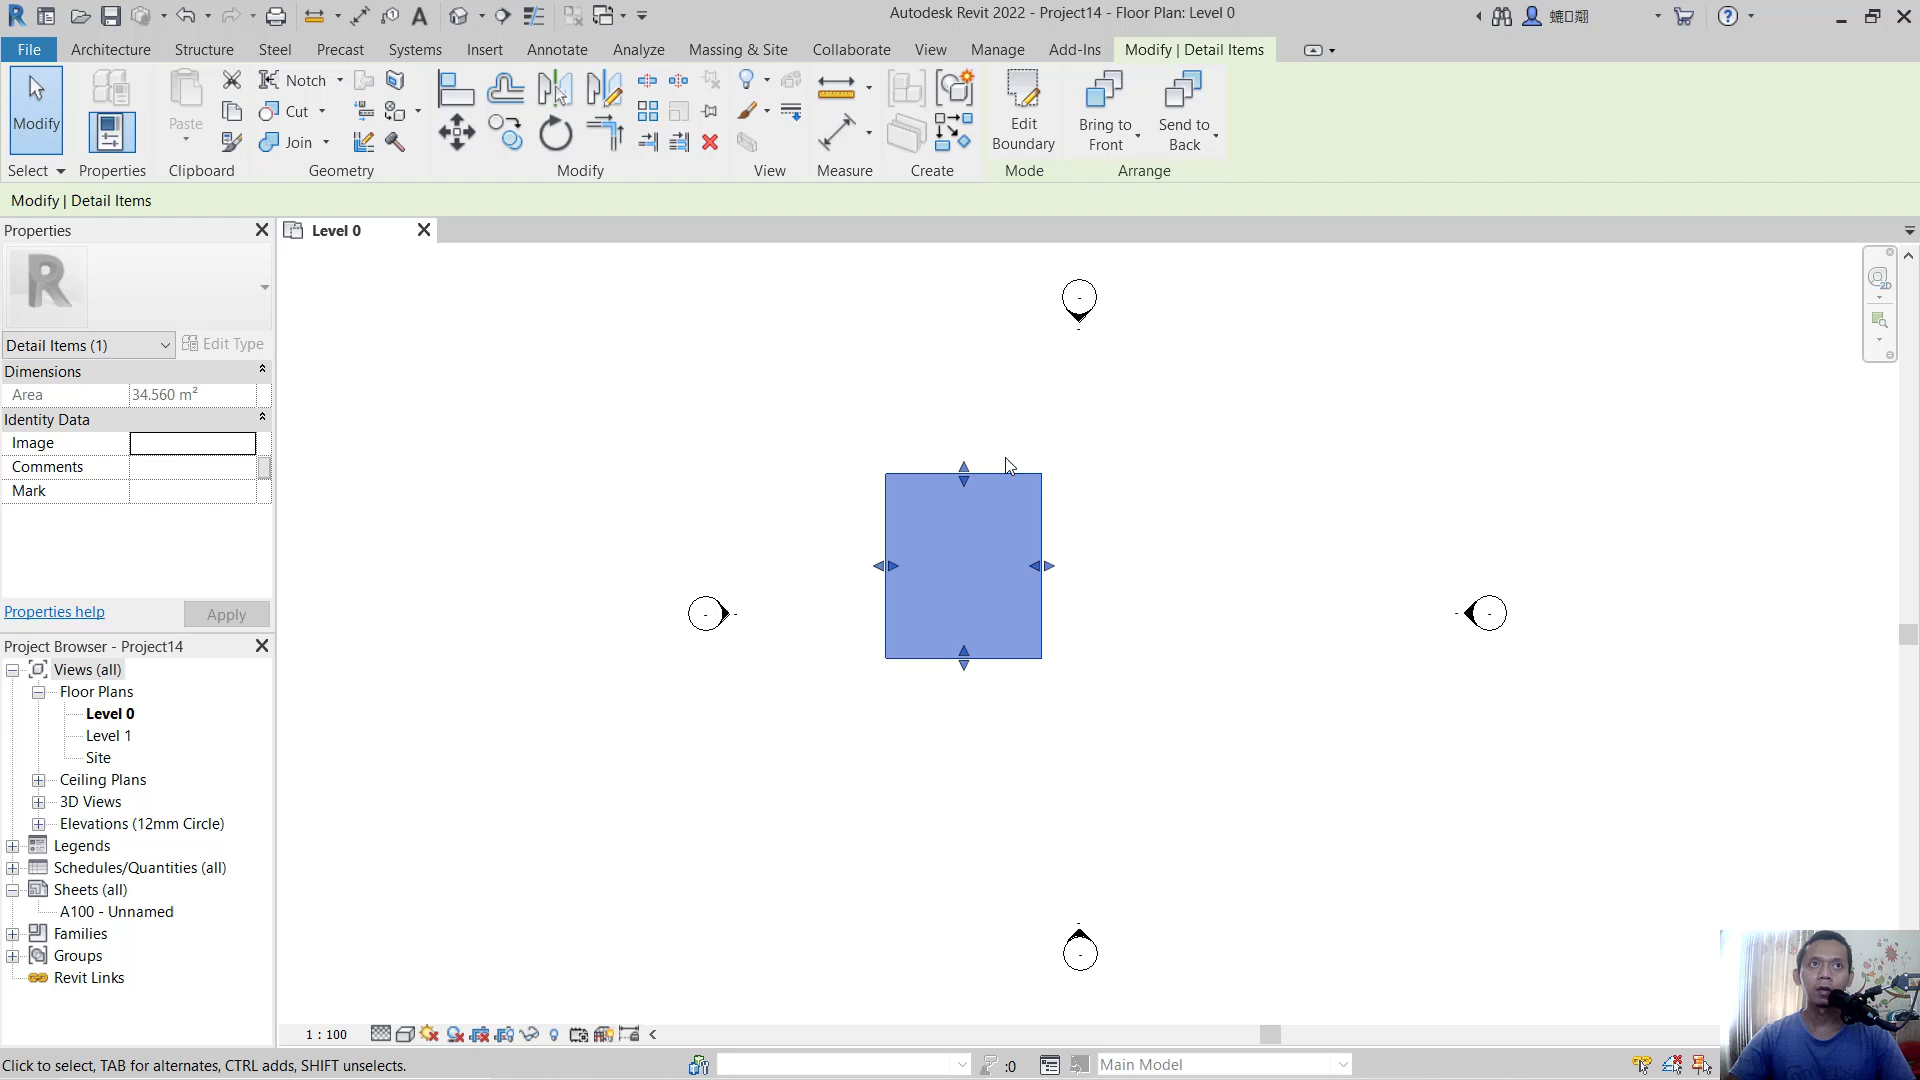 Autodesk Revit 2022 - Project14 - Floor Plan: Level 0
File
Architecture
Structure
Steel
Precast
Systems
Insert
Annotate
Analyze
Massing & Site
Collaborate
View
Manage
Add-Ins
Modify | Detail Items
Modify
Paste
Notch
Cut
Join
Edit
Boundary
Bring to
Front
Send to
Back
Select
Properties
Clipboard
Geometry
Modify
View
Measure
Create
Mode
Arrange
Modify | Detail Items
Properties
Level 0
R
Detail Items (1)
Edit Type
Dimensions
Area
34.560 m²
Identity Data
Image
Comments
Mark
Properties help
Apply
Project Browser - Project14
Views (all)
Floor Plans
Level 0
Level 1
Site
Ceiling Plans
3D Views
Elevations (12mm Circle)
Legends
Schedules/Quantities (all)
Sheets (all)
A100 - Unnamed
Families
Groups
Revit Links
2D
1 : 100
Click to select, TAB for alternates, CTRL adds, SHIFT unselects.
:0
Main Model